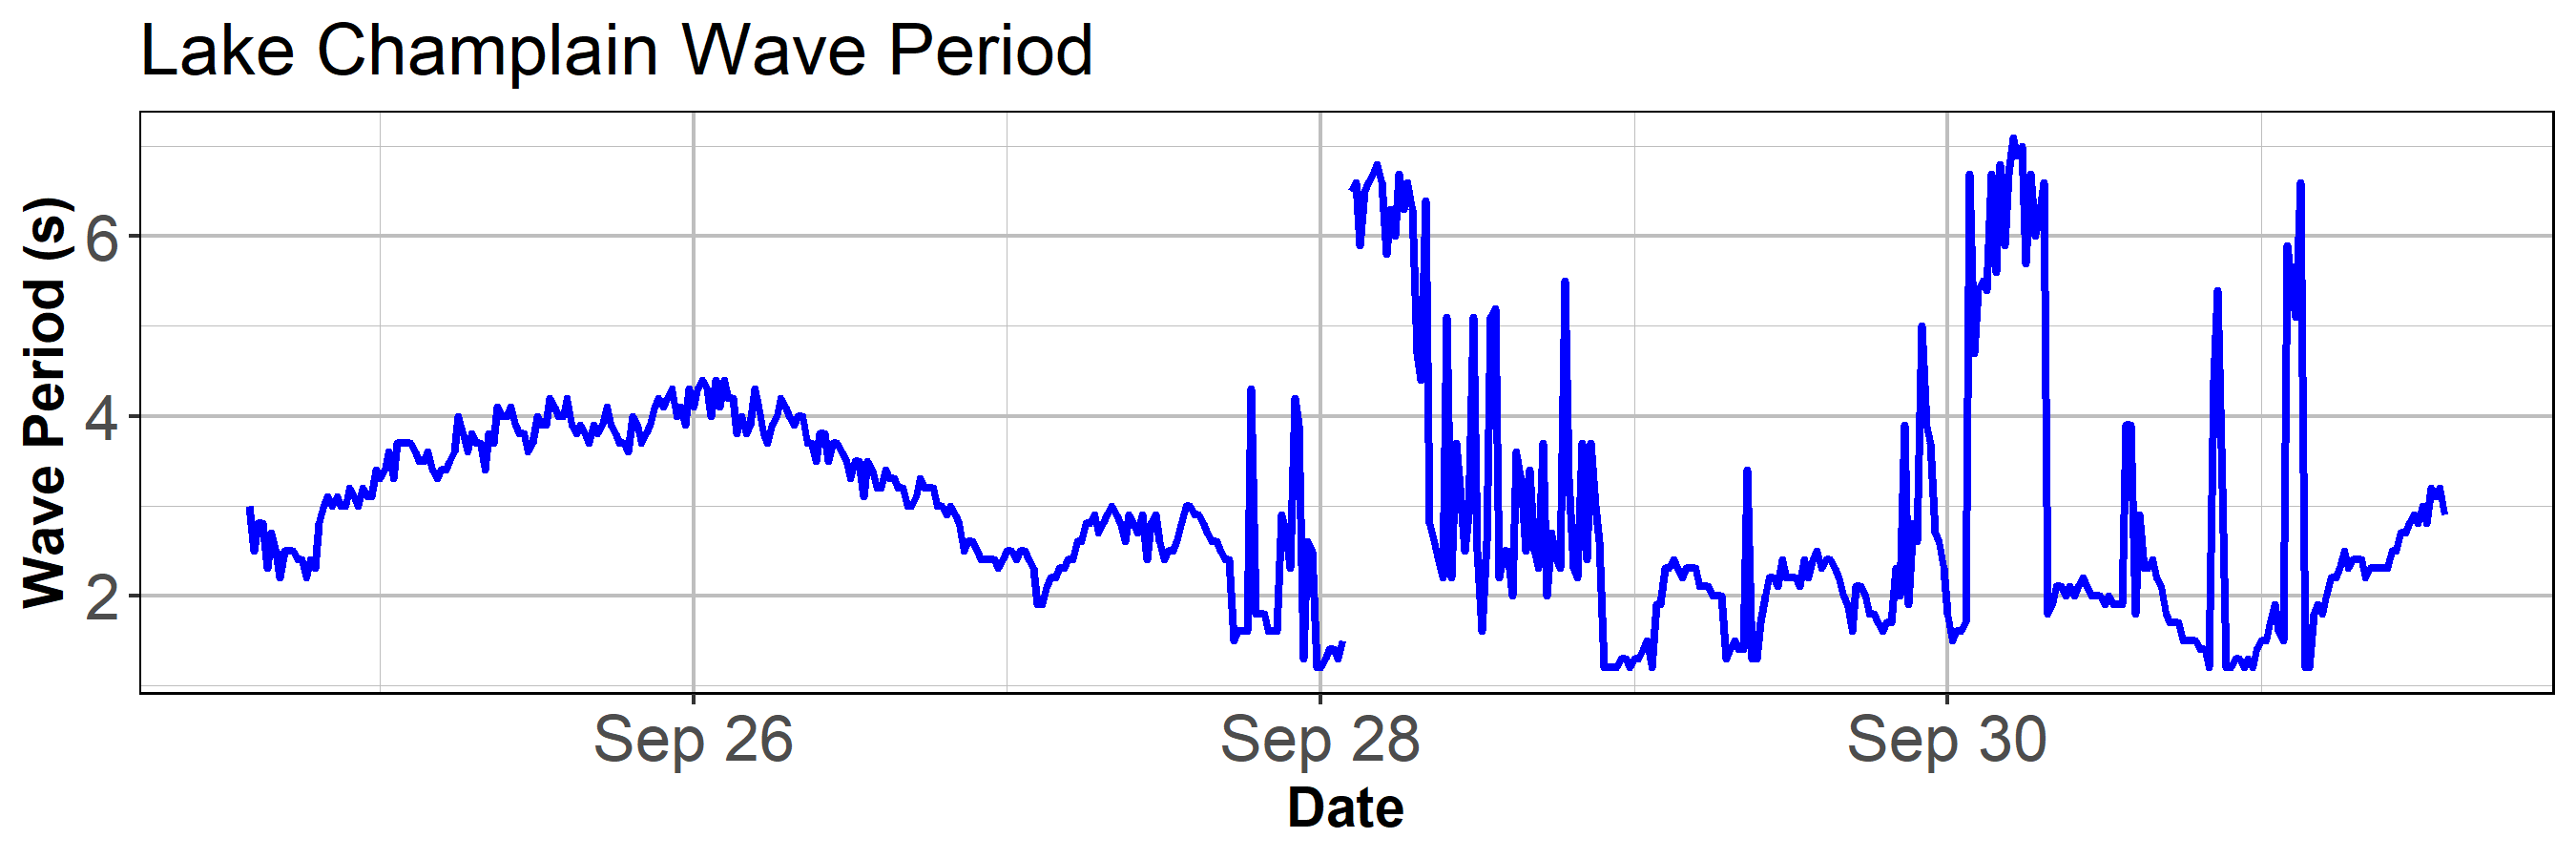 Lake Champlain Wave Period
Wave Period (s)
6
4
2
Sep 26 Sep 28 Sep 30
Date